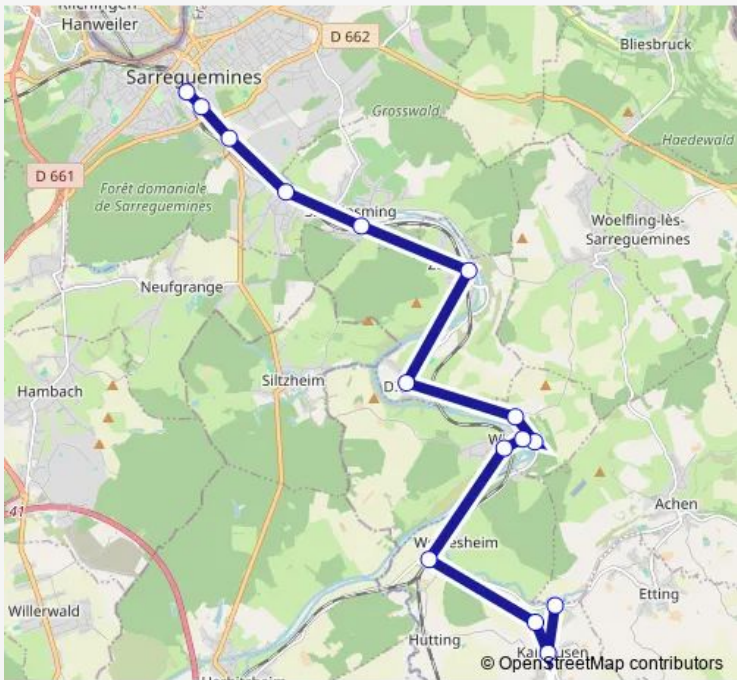 Hanweiler
D 662
Bliesbruck
Sarreguemines
Grosswald
Haedewald
D 661
Forêt domaniale
de Sarreguemines
Woelfling-lès-
Sarreguemines
Neufgrange
Siltzheim
Hambach
41
Achen
Etting
Willerwald
Hutting
© OpenStreetMap contributors